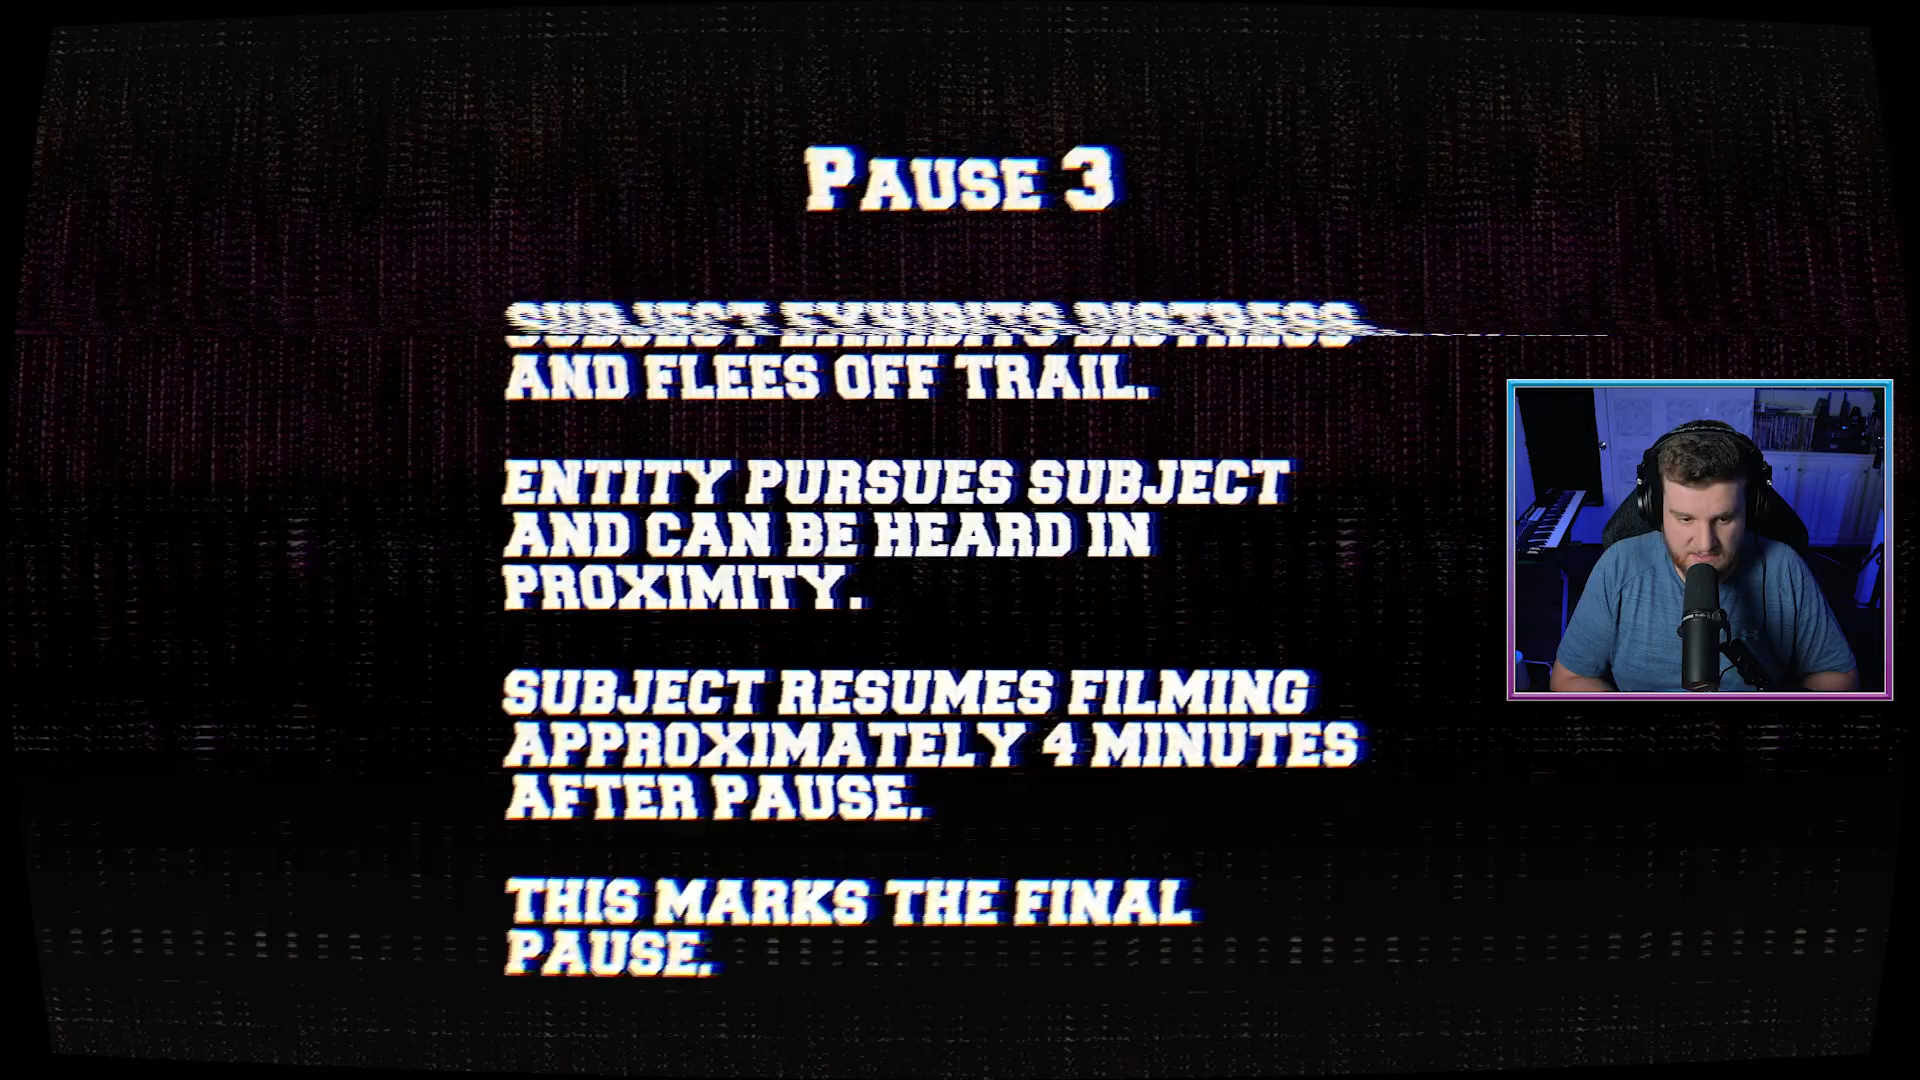 PAUSE 3
SUBJECT EXHIBITS DISTRESS
AND FLEES OFF TRAIL.
ENTITY PURSUES SUBJECT
AND CAN BE HEARD IN
PROXIMITY.
SUBJECT RESUMES FILMING
APPROXIMATELY 4 MINUTES
AFTER PAUSE.
THIS MARKS THE FINAL
PAUSE.